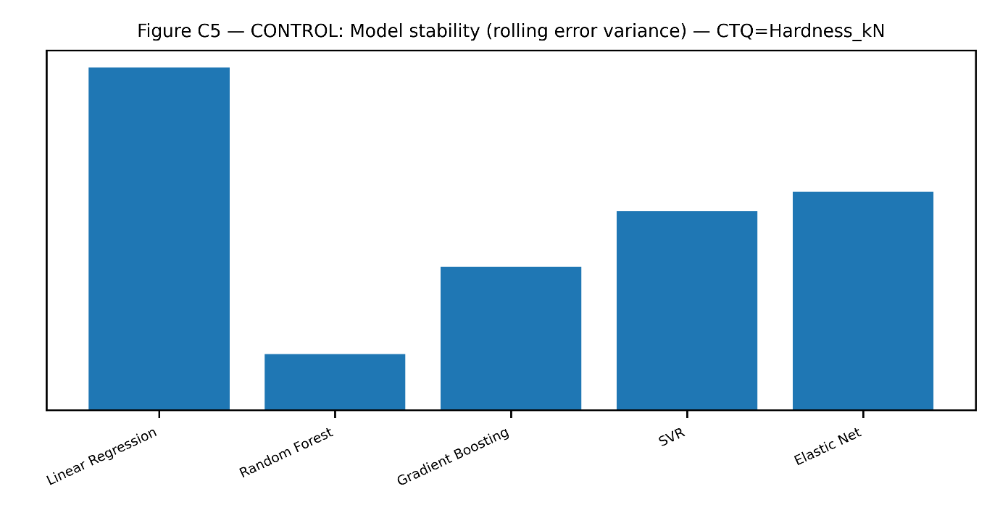 Figure C5 — CONTROL: Model stability (rolling error variance) — CTQ=Hardness_kN
Linear Regression
Random Forest
Gradient Boosting
SVR
Elastic Net